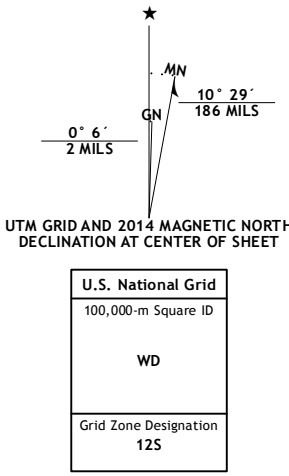 ★
MN
GN
10° 29´
186 MILS
0° 6´
2 MILS
UTM GRID AND 2014 MAGNETIC NORTH
DECLINATION AT CENTER OF SHEET
U.S. National Grid
100,000-m Square ID
WD
Grid Zone Designation
12S